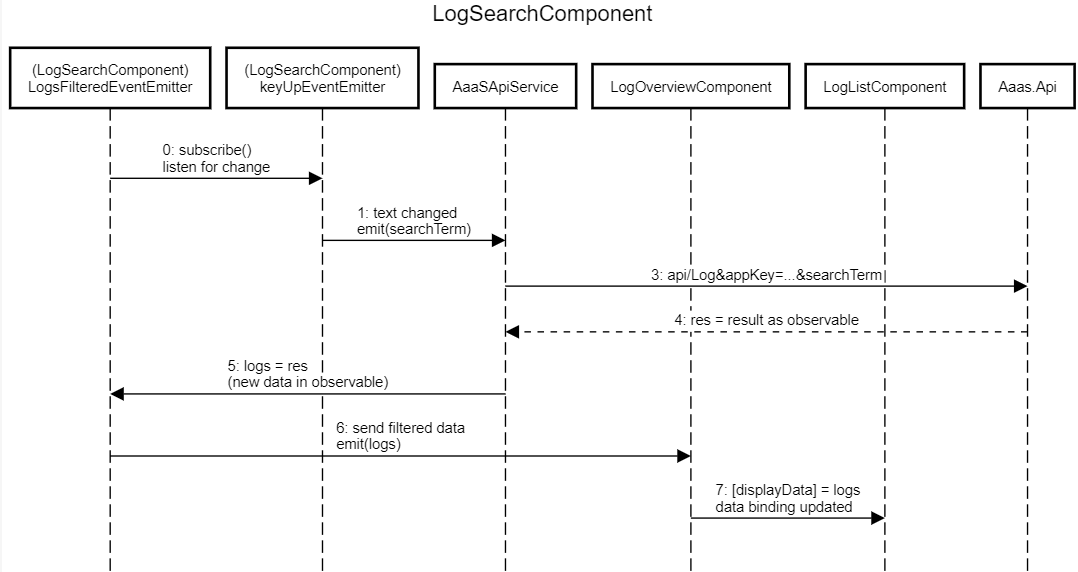 LogSearchComponent
(LogSearchComponent)
LogsFilteredEventEmitter
(LogSearchComponent)
keyUpEventEmitter
AaaSApiService
LogOverviewComponent
LogListComponent
Aaas.Api
0: subscribe()
listen for change
1: text changed
emit(searchTerm)
3: api/Log&appKey=...&searchTerm
4: res = result as observable
5: logs = res
(new data in observable)
6: send filtered data
emit(logs)
7: [displayData] = logs
data binding updated